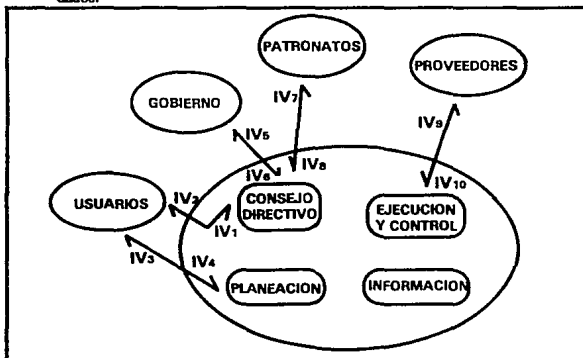 PATRONATOS
PROVEEDORES
GOBIERNO
IV7
IV9
IV5
IV8
IV6
IV10
USUARIOS
IV2
CONSEJO
DIRECTIVO
EJECUCION
Y CONTROL
IV1
IV3
IV4
PLANEACION
INFORMACION